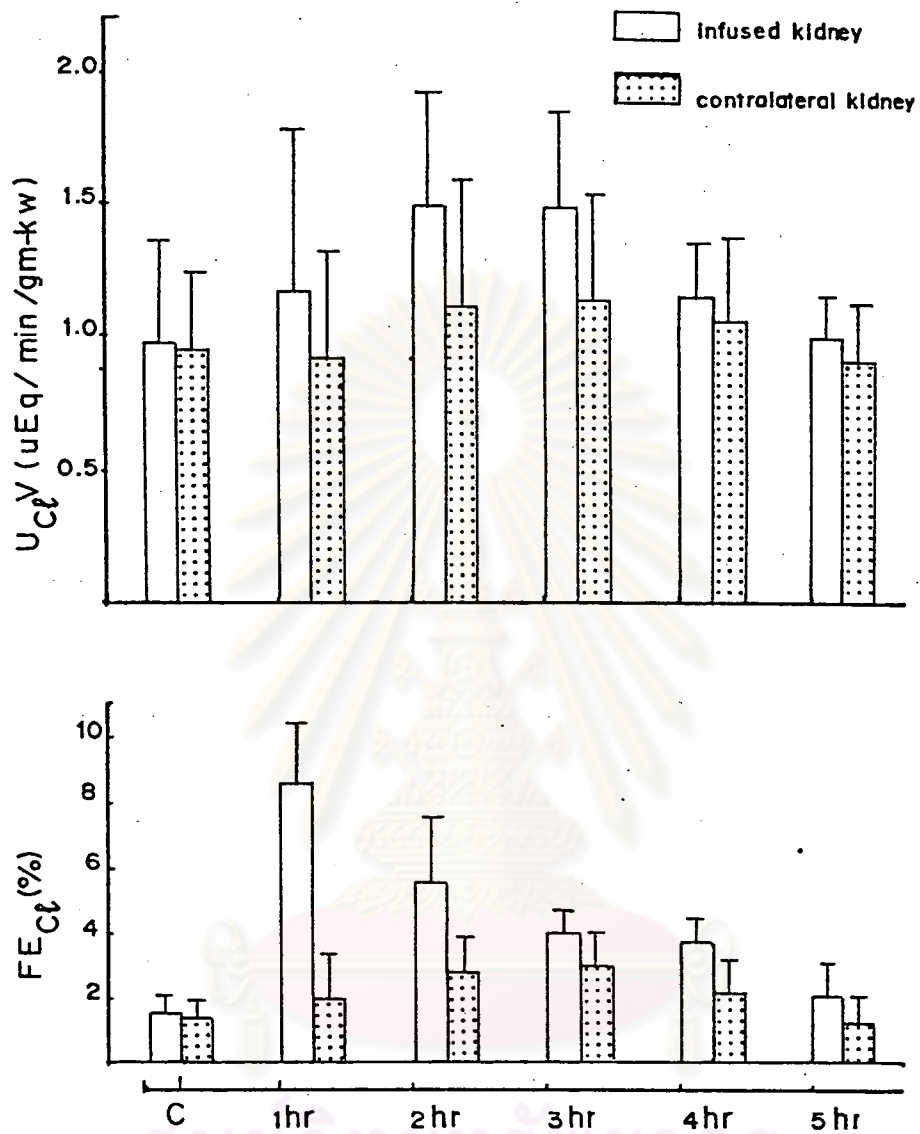 infused kidney
contralateral kidney
2.0
1.5
1.0
0.5
U_Cℓ V (uEq/min/gm-kw)
10
8
6
4
2
FE_Cℓ (%)
C 1hr 2hr 3hr 4hr 5hr